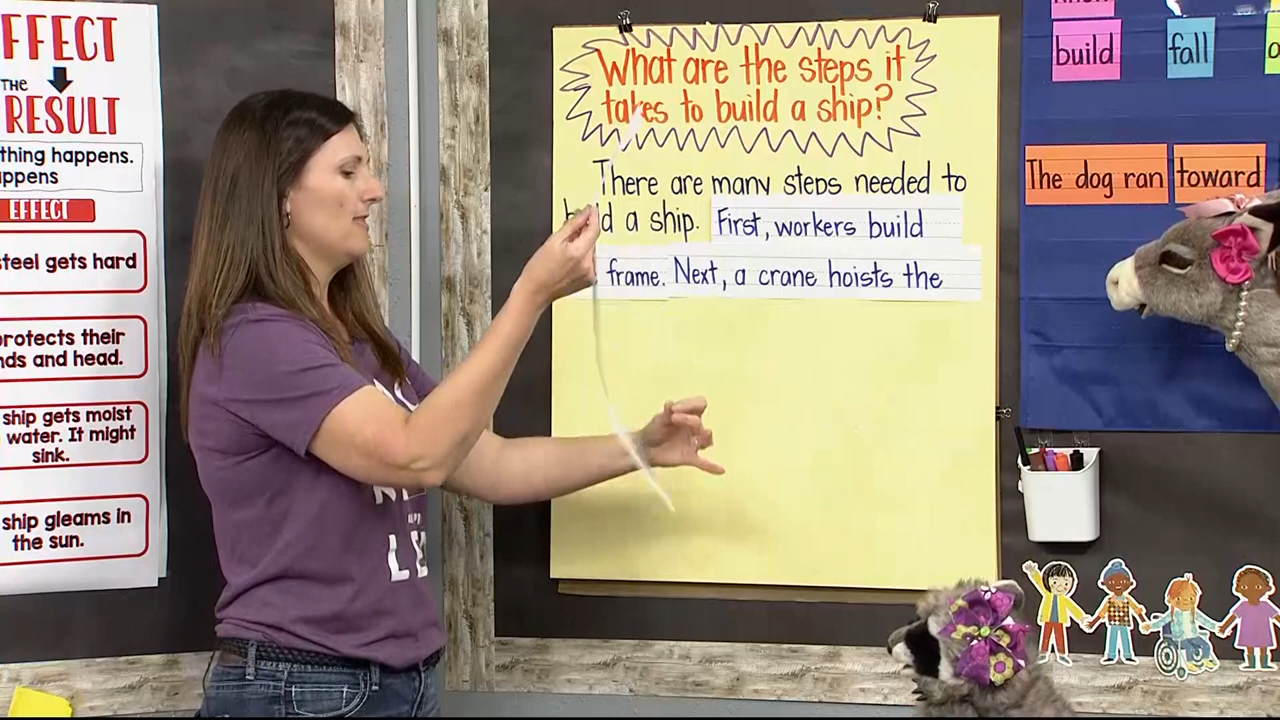 FFECT
THE
RESULT
thing happens.
appens
EFFECT
steel gets hard
protects their
nds and head.
ship gets moist
water. It might
sink.
ship gleams in
the sun.
What are the steps it
takes to build a ship?
There are many steps needed to
build a ship. First, workers build
frame. Next, a crane hoists the
build
fall
The dog ran
toward